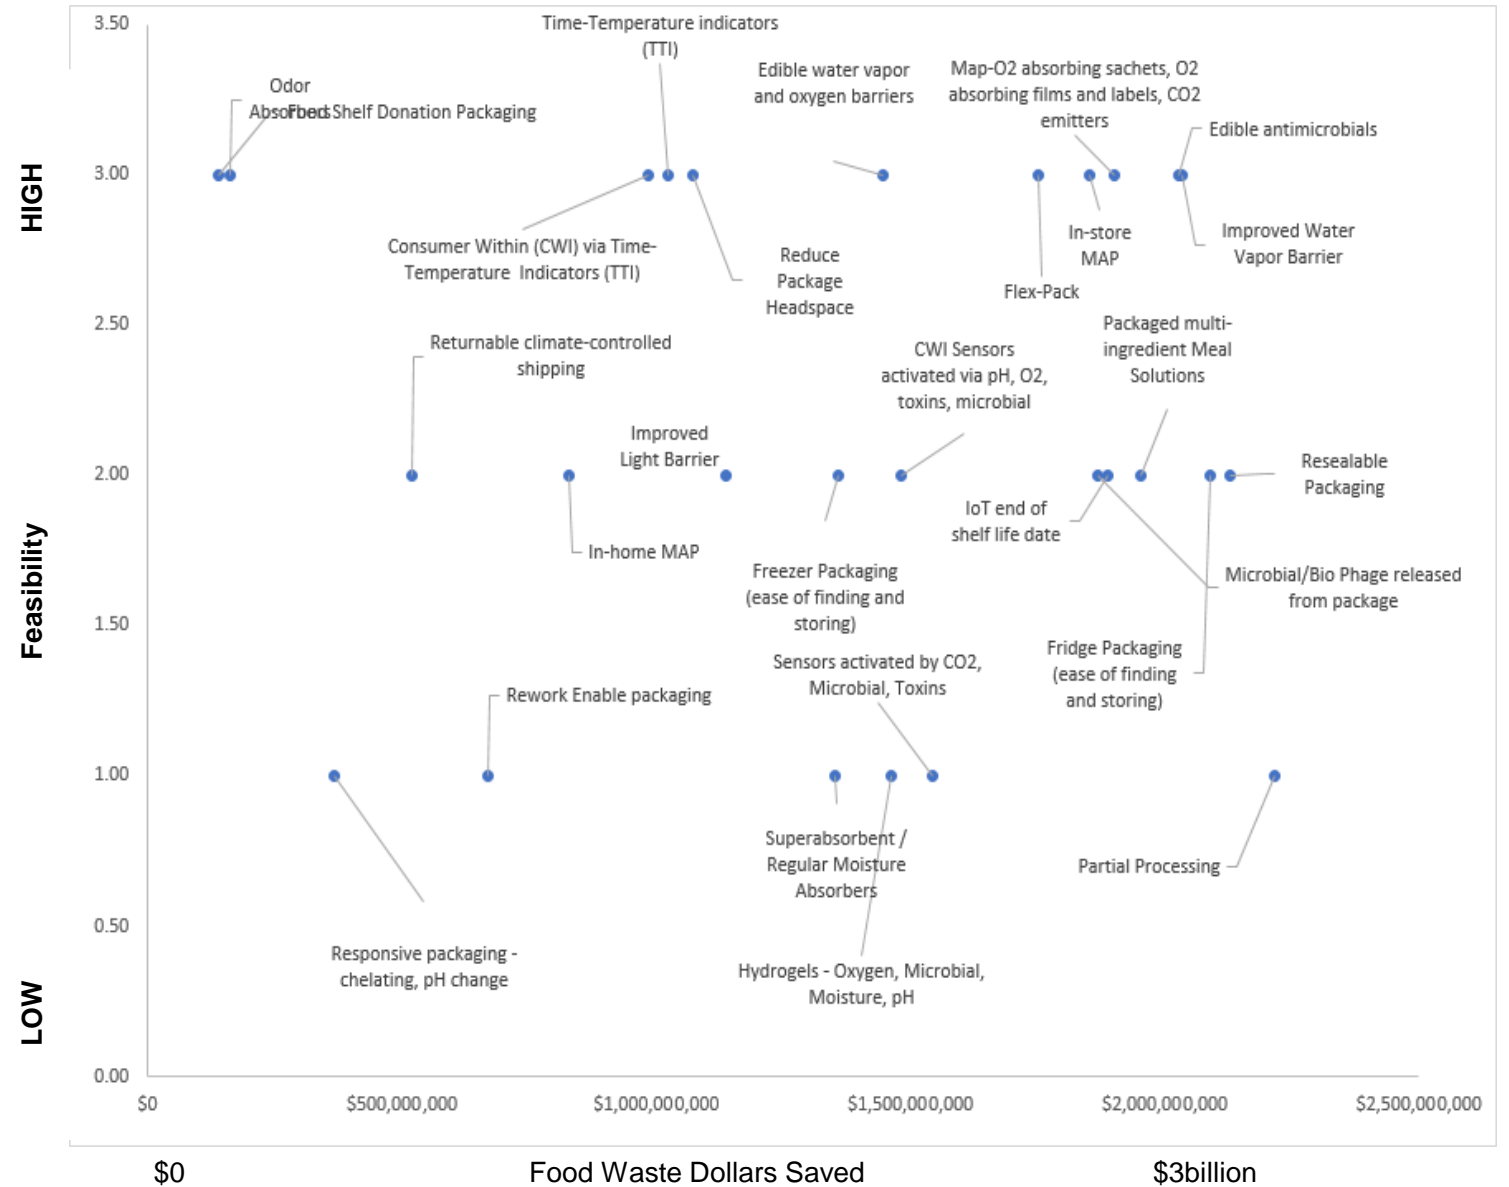 3.50
Time-Temperature indicators
(TTI)
Edible water vapor
and oxygen barriers
Map-O2 absorbing sachets, O2
absorbing films and labels, CO2
emitters
Odor
Absorbers
Food Shelf Donation Packaging
Edible antimicrobials
3.00
HIGH
Consumer Within (CWI) via Time-
Temperature Indicators (TTI)
Reduce
Package
Headspace
In-store
MAP
Improved Water
Vapor Barrier
Flex-Pack
2.50
Returnable climate-controlled
shipping
CWI Sensors
activated via pH, O2,
toxins, microbial
Packaged multi-
ingredient Meal
Solutions
Improved
Light Barrier
2.00
Resealable
Packaging
IoT end of
shelf life date
In-home MAP
Freezer Packaging
(ease of finding and
storing)
Microbial/Bio Phage released
from package
Feasibility
1.50
Sensors activated by CO2,
Microbial, Toxins
Fridge Packaging
(ease of finding
and storing)
Rework Enable packaging
1.00
Superabsorbent /
Regular Moisture
Absorbers
Partial Processing
0.50
Responsive packaging -
chelating, pH change
Hydrogels - Oxygen, Microbial,
Moisture, pH
LOW
0.00
$0
$500,000,000
$1,000,000,000
$1,500,000,000
$2,000,000,000
$2,500,000,000
$0
Food Waste Dollars Saved
$3billion